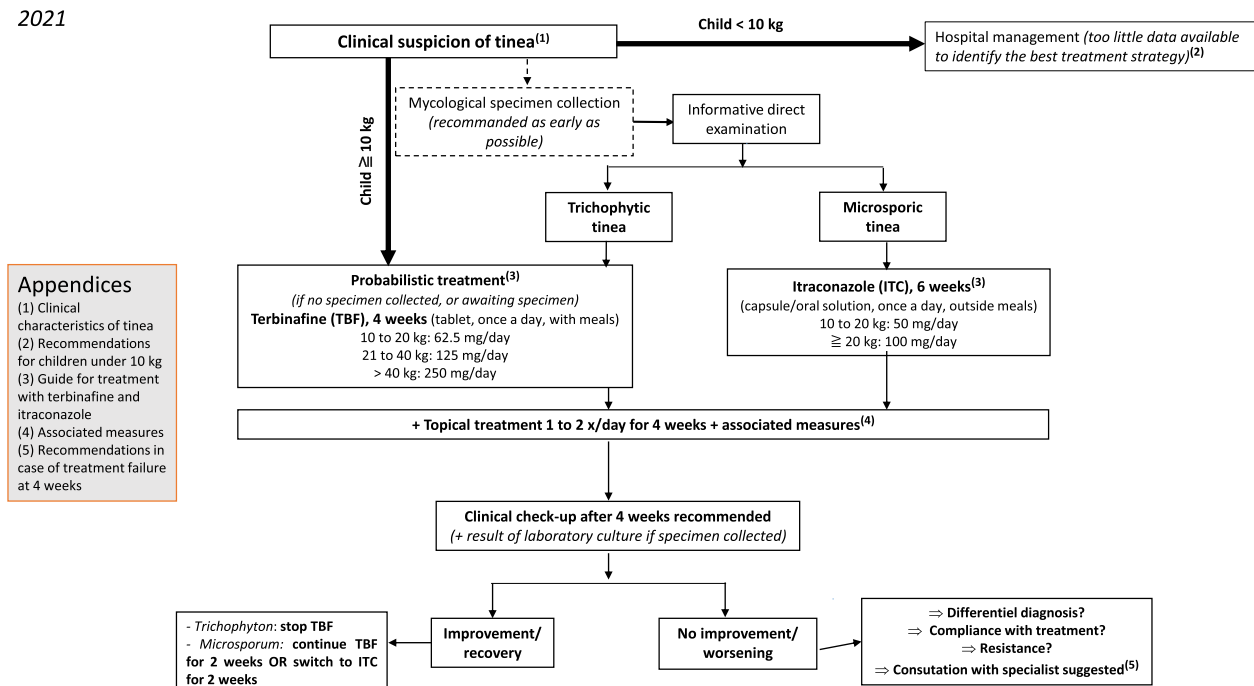 2021
Child < 10 kg
Clinical suspicion of tinea(1)
Hospital management (too little data available
to identify the best treatment strategy)(2)
Mycological specimen collection
(recommanded as early as
possible)
Informative direct
examination
Child ≧ 10 kg
Trichophytic
tinea
Microsporic
tinea
Appendices
(1) Clinical
characteristics of tinea
(2) Recommendations
for children under 10 kg
(3) Guide for treatment
with terbinafine and
itraconazole
(4) Associated measures
(5) Recommendations in
case of treatment failure
at 4 weeks
Probabilistic treatment(3)
(if no specimen collected, or awaiting specimen)
Terbinafine (TBF), 4 weeks (tablet, once a day, with meals)
10 to 20 kg: 62.5 mg/day
21 to 40 kg: 125 mg/day
> 40 kg: 250 mg/day
Itraconazole (ITC), 6 weeks(3)
(capsule/oral solution, once a day, outside meals)
10 to 20 kg: 50 mg/day
≧ 20 kg: 100 mg/day
+ Topical treatment 1 to 2 x/day for 4 weeks + associated measures(4)
Clinical check-up after 4 weeks recommended
(+ result of laboratory culture if specimen collected)
- Trichophyton: stop TBF
- Microsporum: continue TBF
for 2 weeks OR switch to ITC
for 2 weeks
Improvement/
recovery
No improvement/
worsening
⇒ Differentiel diagnosis?
⇒ Compliance with treatment?
⇒ Resistance?
⇒ Consutation with specialist suggested(5)